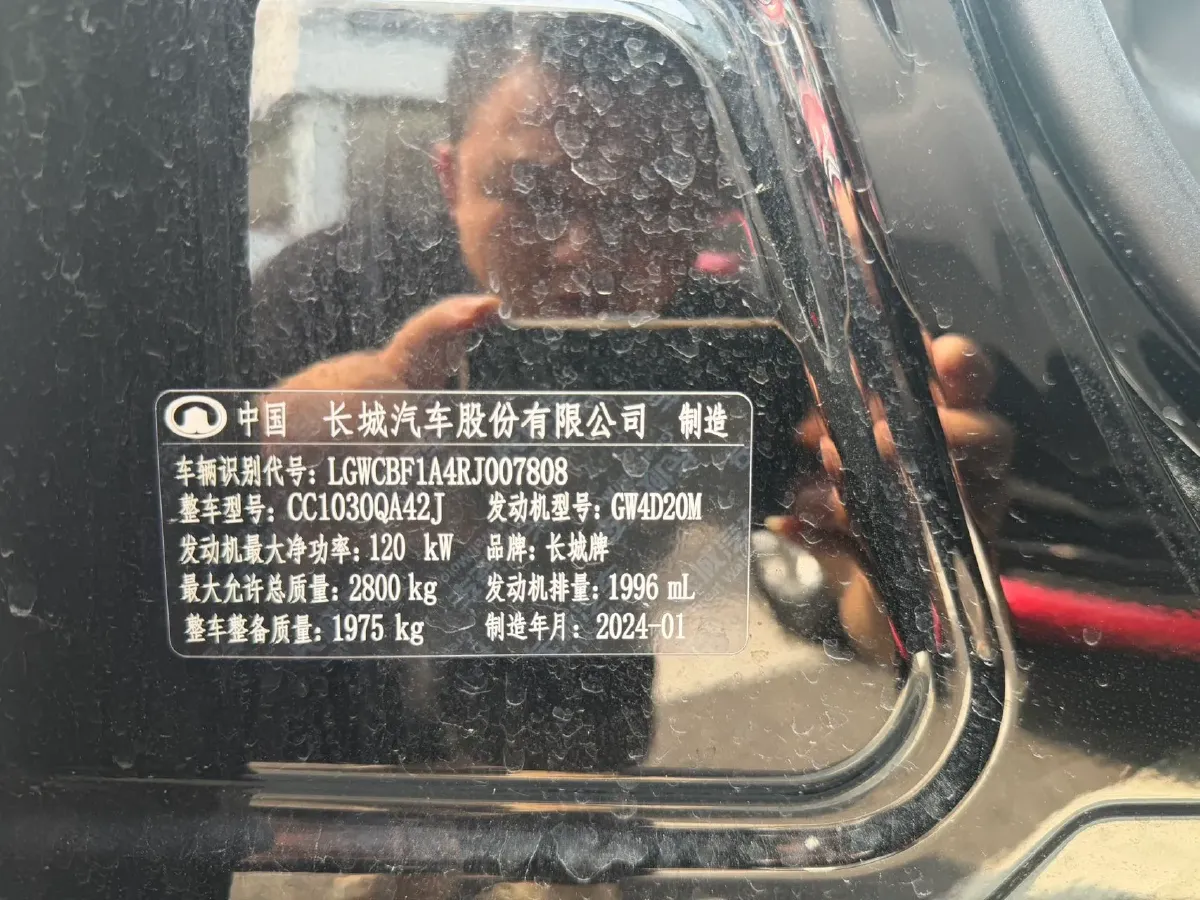 中国 长城汽车股份有限公司 制造
车辆识别代号：LGWCBF1A4RJ007808
整车型号：CC1030QA42J 发动机型号：GW4D20M
发动机最大净功率：120 kW 品牌：长城牌
最大允许总质量：2800 kg 发动机排量：1996 mL
整车整备质量：1975 kg 制造年月：2024-01